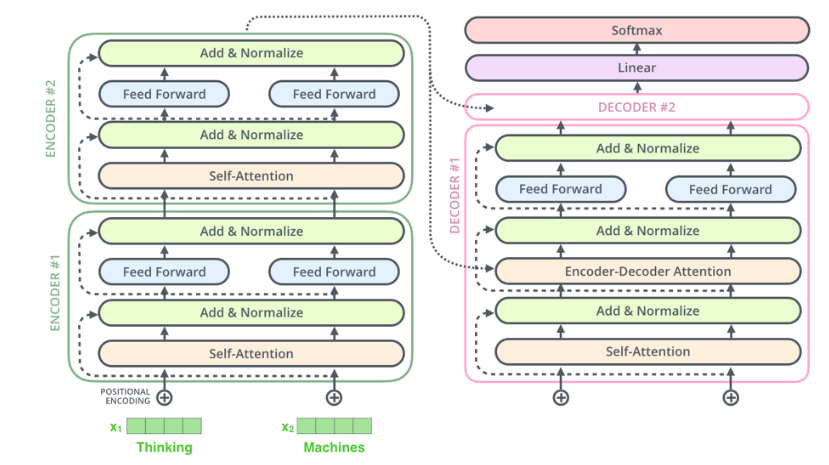 ENCODER #2
Add & Normalize
Feed Forward Feed Forward
Add & Normalize
Self-Attention
ENCODER #1
Add & Normalize
Feed Forward Feed Forward
Add & Normalize
Self-Attention
POSITIONAL
ENCODING
x1 x2
Thinking Machines
Softmax
Linear
DECODER #2
DECODER #1
Add & Normalize
Feed Forward Feed Forward
Add & Normalize
Encoder-Decoder Attention
Add & Normalize
Self-Attention